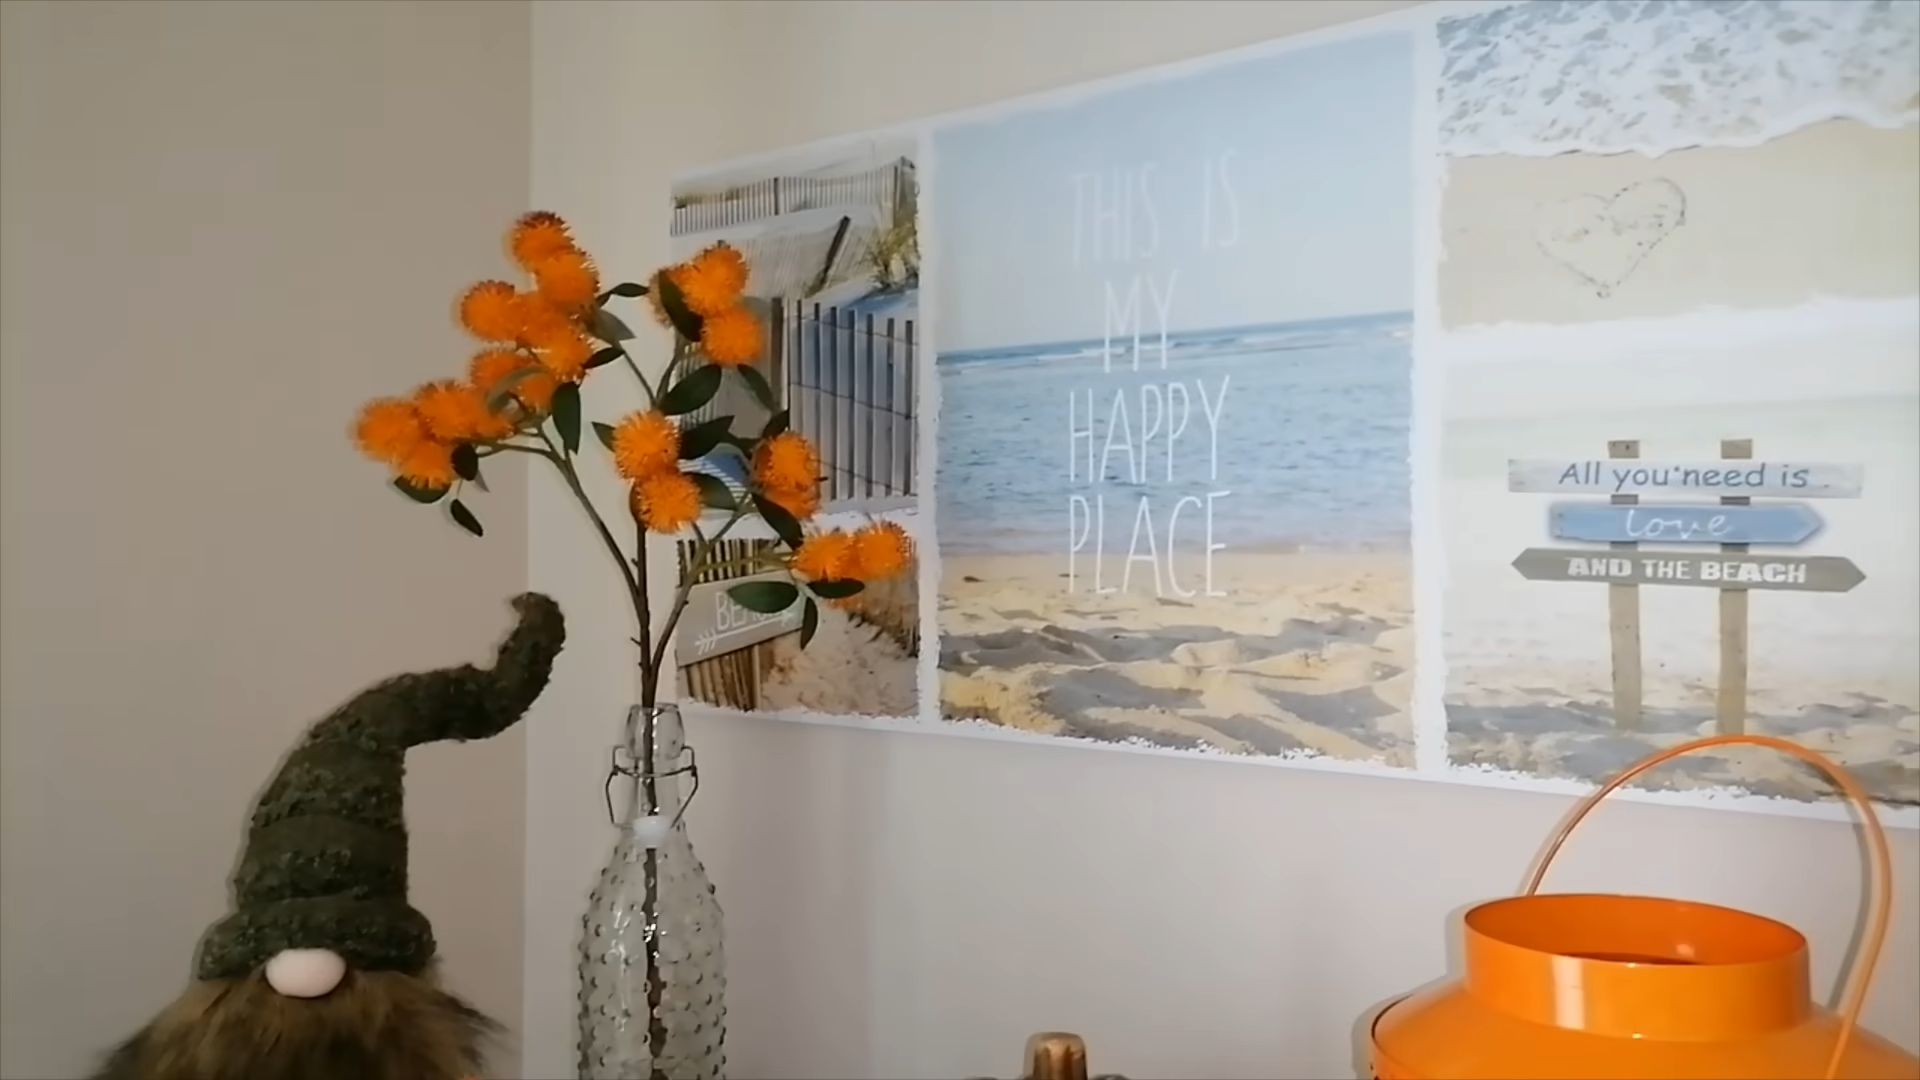 THIS IS
MY
HAPPY
PLACE
All you need is
love
AND THE BEACH